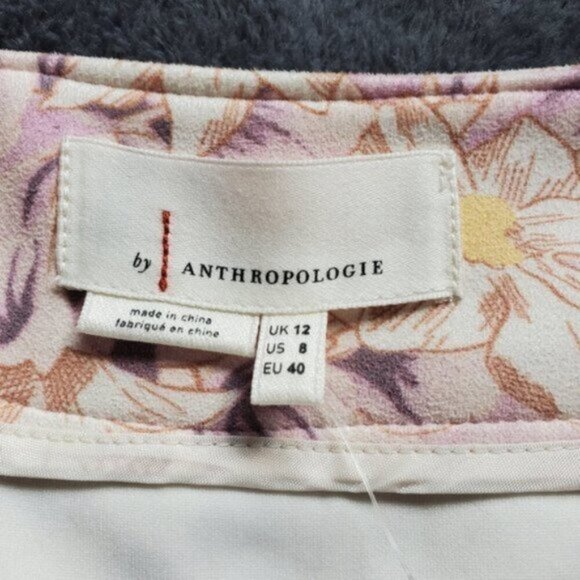 by ANTHROPOLOGIE
made in china
fabriqué en chine
UK 12
US 8
EU 40